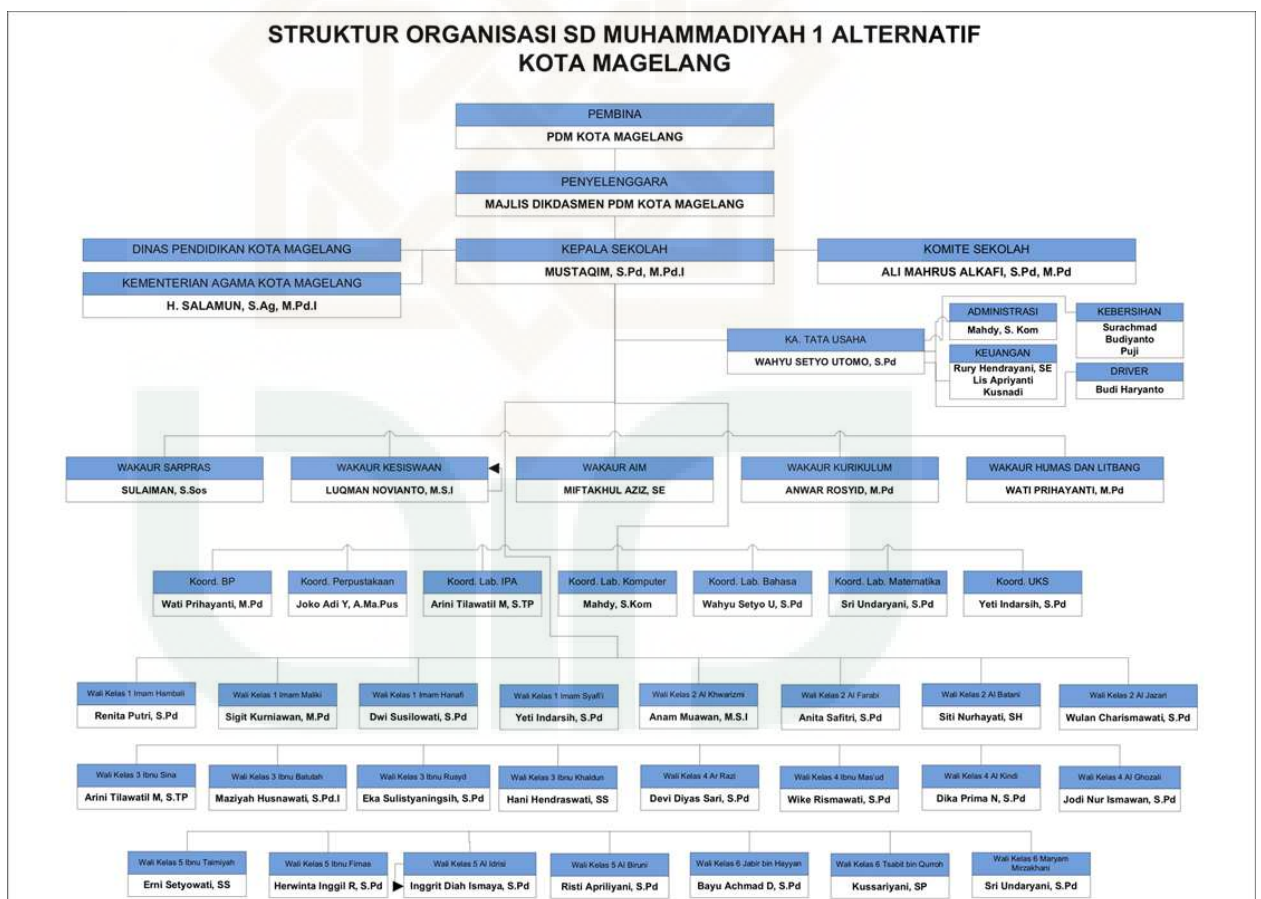 STRUKTUR ORGANISASI SD MUHAMMADIYAH 1 ALTERNATIF
KOTA MAGELANG
PEMBINA
PDM KOTA MAGELANG
PENYELENGGARA
MAJLIS DIKDASMEN PDM KOTA MAGELANG
DINAS PENDIDIKAN KOTA MAGELANG
KEMENTERIAN AGAMA KOTA MAGELANG
H. SALAMUN, S.Ag, M.Pd.I
KEPALA SEKOLAH
MUSTAQIM, S.Pd, M.Pd.I
KOMITE SEKOLAH
ALI MAHRUS ALKAFI, S.Pd, M.Pd
KA. TATA USAHA
WAHYU SETYO UTOMO, S.Pd
ADMINISTRASI
Mahdy, S. Kom
KEUANGAN
Rury Hendrayani, SE
Lis Apriyanti
Kusnadi
KEBERSIHAN
Surachmad
Budiyanto
Puji
DRIVER
Budi Haryanto
WAKAUR SARPRAS
SULAIMAN, S.Sos
WAKAUR KESISWAAN
LUQMAN NOVIANTO, M.S.I
WAKAUR AIM
MIFTAKHUL AZIZ, SE
WAKAUR KURIKULUM
ANWAR ROSYID, M.Pd
WAKAUR HUMAS DAN LITBANG
WATI PRIHAYANTI, M.Pd
Koord. BP
Wati Prihayanti, M.Pd
Koord. Perpustakaan
Joko Adi Y, A.Ma.Pus
Koord. Lab. IPA
Arini Tilawatil M, S.TP
Koord. Lab. Komputer
Mahdy, S.Kom
Koord. Lab. Bahasa
Wahyu Setyo U, S.Pd
Koord. Lab. Matematika
Sri Undaryani, S.Pd
Koord. UKS
Yeti Indarsih, S.Pd
Wali Kelas 1 Imam Hambali
Renita Putri, S.Pd
Wali Kelas 1 Imam Maliki
Sigit Kurniawan, M.Pd
Wali Kelas 1 Imam Hanafi
Dwi Susilowati, S.Pd
Wali Kelas 1 Imam Syafi'i
Yeti Indarsih, S.Pd
Wali Kelas 2 Al Khwarizmi
Anam Muawan, M.S.I
Wali Kelas 2 Al Farabi
Anita Safitri, S.Pd
Wali Kelas 2 Al Batani
Siti Nurhayati, SH
Wali Kelas 2 Al Jazari
Wulan Charismawati, S.Pd
Wali Kelas 3 Ibnu Sina
Arini Tilawatil M, S.TP
Wali Kelas 3 Ibnu Batutah
Maziyah Husnawati, S.Pd.I
Wali Kelas 3 Ibnu Rusyd
Eka Sulistyaningsih, S.Pd
Wali Kelas 3 Ibnu Khaldun
Hani Hendraswati, SS
Wali Kelas 4 Ar Razi
Devi Diyas Sari, S.Pd
Wali Kelas 4 Ibnu Mas'ud
Wike Rismawati, S.Pd
Wali Kelas 4 Al Kindi
Dika Prima N, S.Pd
Wali Kelas 4 Al Ghozali
Jodi Nur Ismawan, S.Pd
Wali Kelas 5 Ibnu Taimiyah
Erni Setyowati, SS
Wali Kelas 5 Ibnu Firnas
Herwinta Inggil R, S.Pd
Wali Kelas 5 Al Idrisi
Inggrit Diah Ismaya, S.Pd
Wali Kelas 5 Al Biruni
Risti Apriliyani, S.Pd
Wali Kelas 6 Jabir bin Hayyan
Bayu Achmad D, S.Pd
Wali Kelas 6 Tsabit bin Qurroh
Kussariyani, SP
Wali Kelas 6 Maryam
Mirzakhani
Sri Undaryani, S.Pd